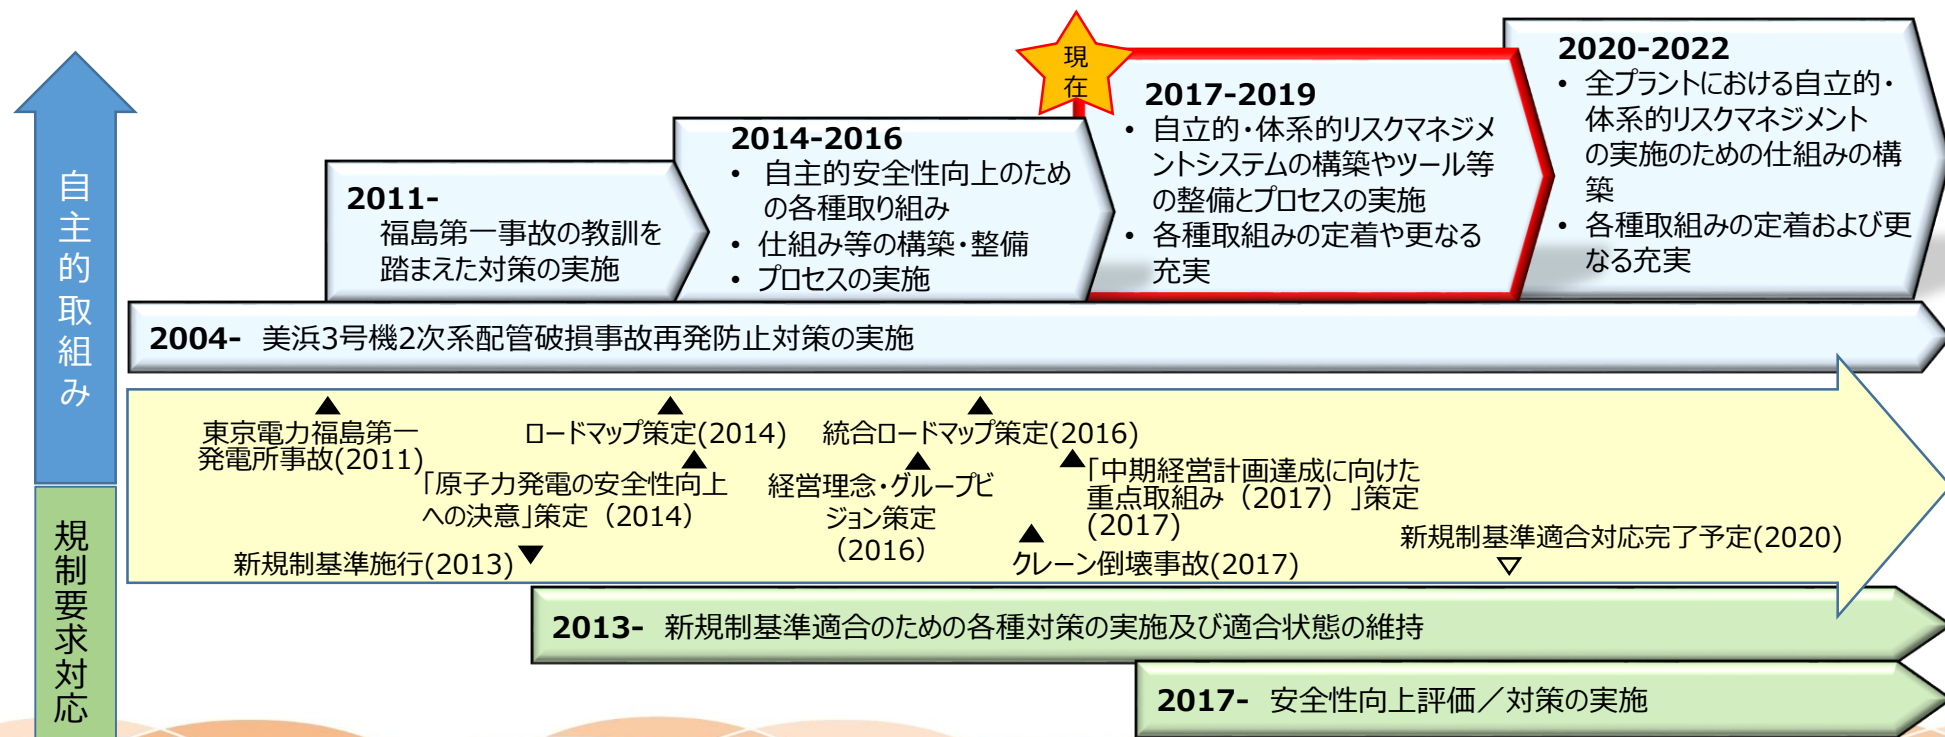 現
在
自主的取組み
規制要求対応
2011-
福島第一事故の教訓を
踏まえた対策の実施
2014-2016
• 自主的安全性向上のため
の各種取り組み
• 仕組み等の構築・整備
• プロセスの実施
2017-2019
• 自立的・体系的リスクマネジメ
ントシステムの構築やツール等
の整備とプロセスの実施
• 各種取組みの定着や更なる
充実
2020-2022
• 全プラントにおける自立的・
体系的リスクマネジメント
の実施のための仕組みの構
築
• 各種取組みの定着および更
なる充実
2004- 美浜3号機2次系配管破損事故再発防止対策の実施
▲
東京電力福島第一
発電所事故(2011)
▲
ロードマップ策定(2014)
▲
統合ロードマップ策定(2016)
▲
「原子力発電の安全性向上
への決意」策定（2014）
▲
経営理念・グループビ
ジョン策定
（2016）
▲
「中期経営計画達成に向けた
重点取組み（2017）」策定
(2017)
新規制基準施行(2013)▼
▲
クレーン倒壊事故(2017)
新規制基準適合対応完了予定(2020)
▽
2013- 新規制基準適合のための各種対策の実施及び適合状態の維持
2017- 安全性向上評価／対策の実施